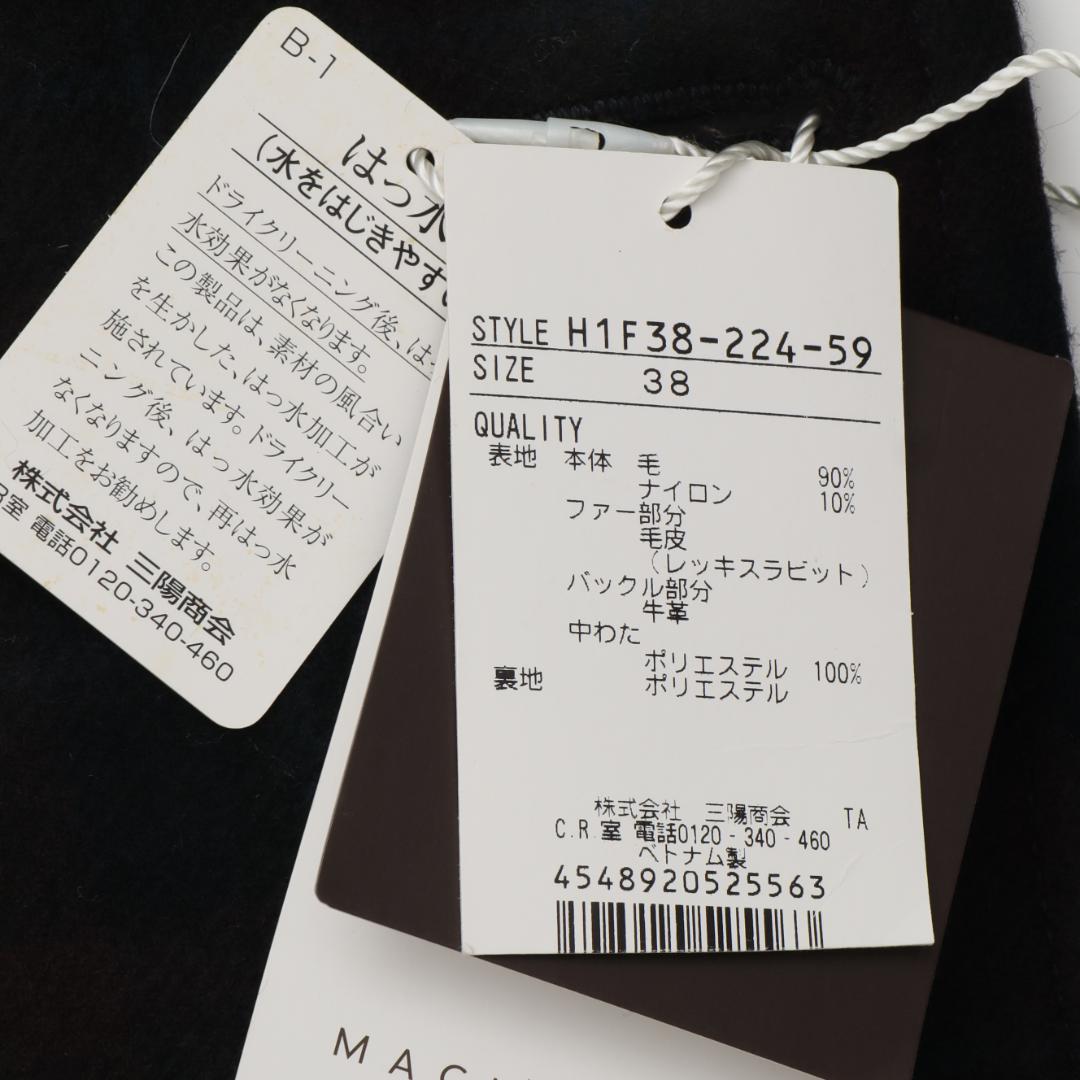 B-1
はっ水
(水をはじきやすい
ドライクリーニング後、は
水効果がなくなります。
この製品は、素材の風合い
を生かした、はっ水加工が
施されています。ドライクリー
ニング後、はっ水効果が
なくなりますので、再はっ水
加工をお勧めします。
株式会社 三陽商会
室 電話0120-340-460
STYLE H1F38-224-59
SIZE 38
QUALITY
表地 本体 毛 90%
ナイロン 10%
ファー部分
毛皮
(レッキスラビット)
バックル部分
牛革
中わた
ポリエステル 100%
裏地 ポリエステル
株式会社 三陽商会 TA
C.R.室 電話0120-340-460
ベトナム製
4548920525563
MAC